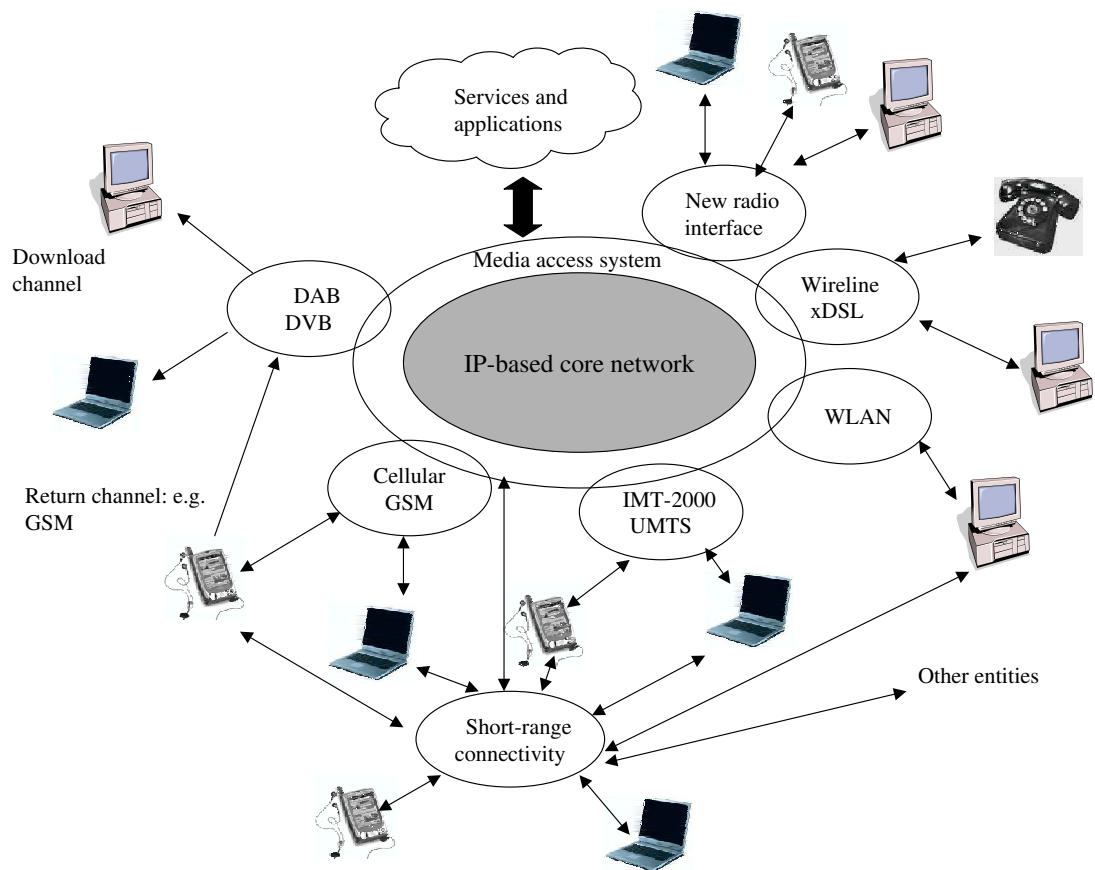 Services and
applications
New radio
interface
Media access system
Download
channel
DAB
DVB
Wireline
xDSL
IP-based core network
WLAN
Cellular
GSM
IMT-2000
UMTS
Return channel: e.g.
GSM
Other entities
Short-range
connectivity